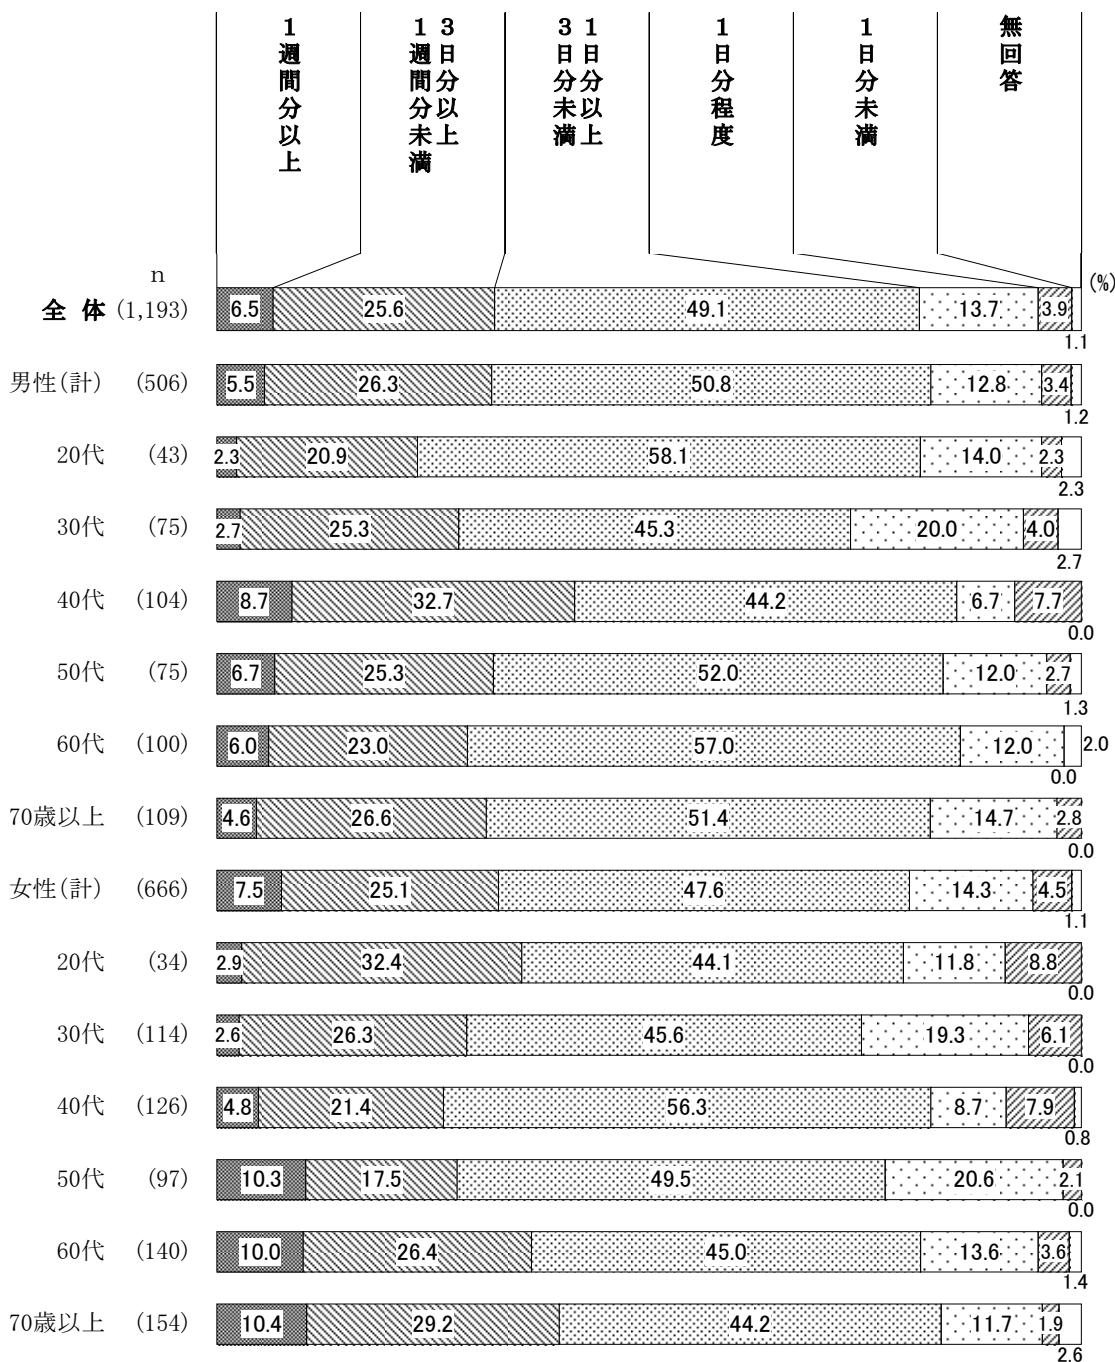 1週間分以上
3日分以上
1週間分未満
1日分以上
3日分未満
1日分程度
1日分未満
無回答
n
(%)
全体 (1,193) 6.5 25.6 49.1 13.7 3.9
1.1
男性(計) (506) 5.5 26.3 50.8 12.8 3.4
1.2
20代 (43) 2.3 20.9 58.1 14.0 2.3
2.3
30代 (75) 2.7 25.3 45.3 20.0 4.0
2.7
40代 (104) 8.7 32.7 44.2 6.7 7.7
0.0
50代 (75) 6.7 25.3 52.0 12.0 2.7
1.3
60代 (100) 6.0 23.0 57.0 12.0 2.0
0.0
70歳以上 (109) 4.6 26.6 51.4 14.7 2.8
0.0
女性(計) (666) 7.5 25.1 47.6 14.3 4.5
1.1
20代 (34) 2.9 32.4 44.1 11.8 8.8
0.0
30代 (114) 2.6 26.3 45.6 19.3 6.1
0.0
40代 (126) 4.8 21.4 56.3 8.7 7.9
0.8
50代 (97) 10.3 17.5 49.5 20.6 2.1
0.0
60代 (140) 10.0 26.4 45.0 13.6 3.6
1.4
70歳以上 (154) 10.4 29.2 44.2 11.7 1.9
2.6